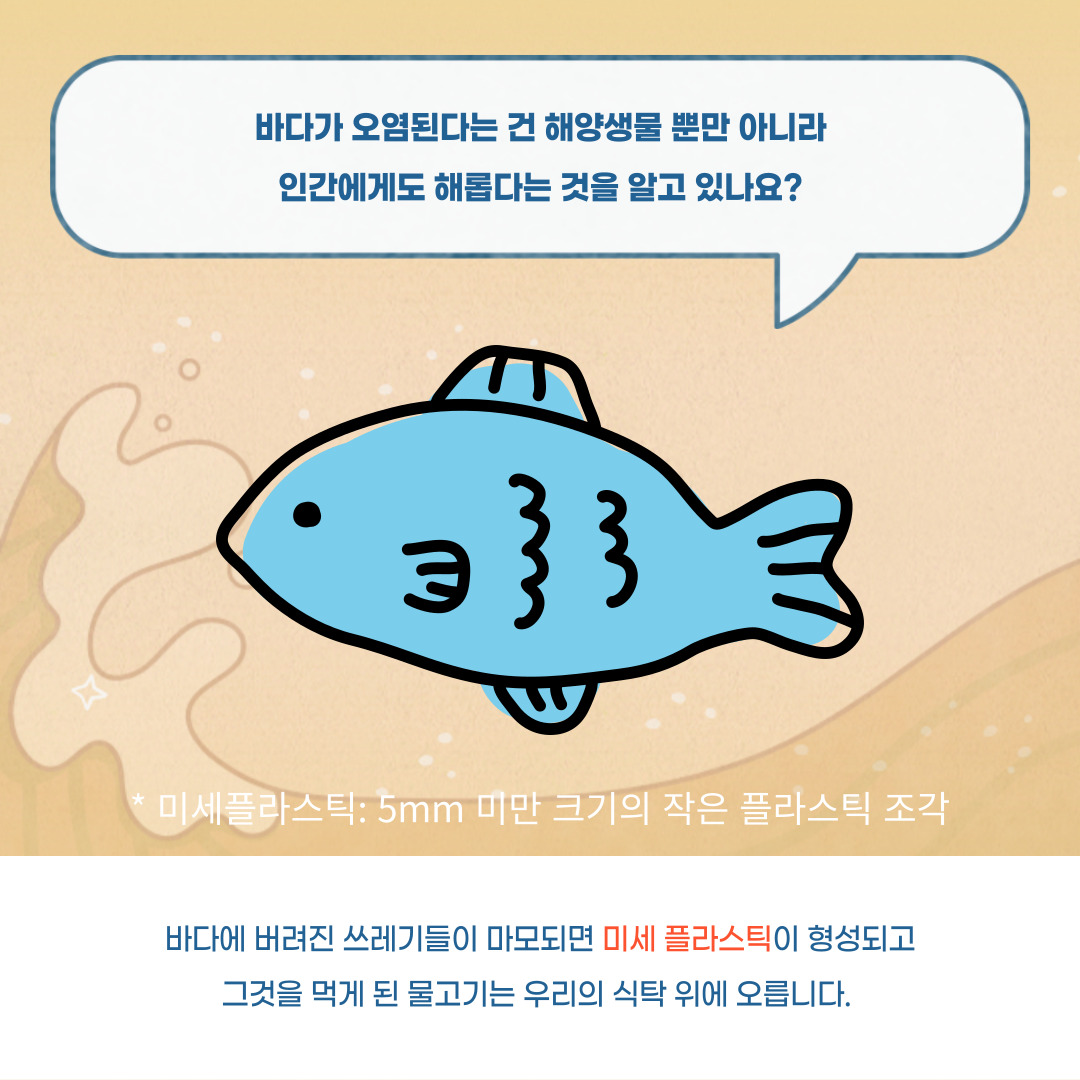 바다가 오염된다는 건 해양생물 뿐만 아니라
인간에게도 해롭다는 것을 알고 있나요?
* 미세플라스틱: 5mm 미만 크기의 작은 플라스틱 조각
바다에 버려진 쓰레기들이 마모되면 미세 플라스틱이 형성되고
그것을 먹게 된 물고기는 우리의 식탁 위에 오릅니다.